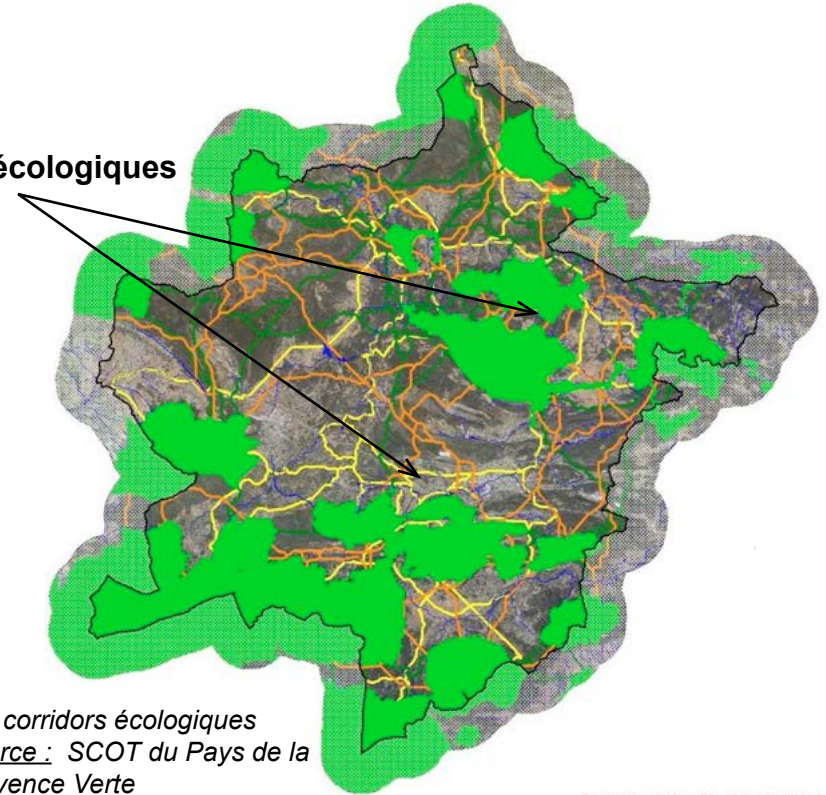 écologiques
corridors écologiques
rce : SCOT du Pays de la
vence Verte